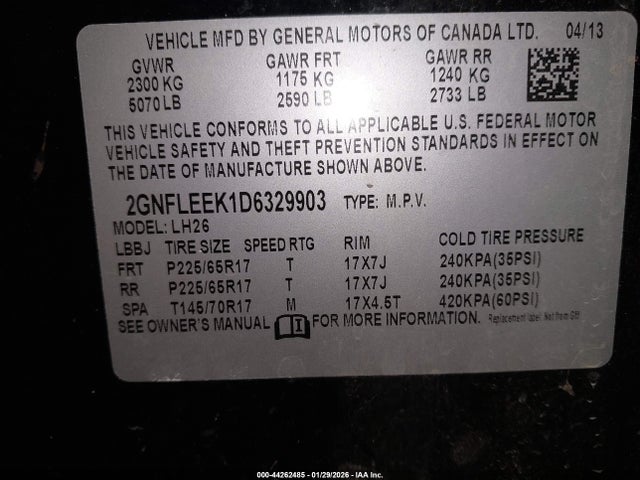 VEHICLE MFD BY GENERAL MOTORS OF CANADA LTD. 04/13
GVWR GAWR FRT GAWR RR
2300 KG 1175 KG 1240 KG
5070 LB 2590 LB 2733 LB
THIS VEHICLE CONFORMS TO ALL APPLICABLE U.S. FEDERAL MOTOR
VEHICLE SAFETY AND THEFT PREVENTION STANDARDS IN EFFECT ON
THE DATE OF MANUFACTURE SHOWN ABOVE.
2GNFLEEK1D6329903 TYPE: M.P.V.
MODEL: LH26
LBBJ TIRE SIZE SPEED RTG RIM COLD TIRE PRESSURE
FRT P225/65R17 T 17X7J 240KPA(35PSI)
RR P225/65R17 T 17X7J 240KPA(35PSI)
SPA T145/70R17 M 17X4.5T 420KPA(60PSI)
SEE OWNER'S MANUAL FOR MORE INFORMATION. Replacement label. Not from GM
000-44262485 - 01/29/2026 - IAA Inc.